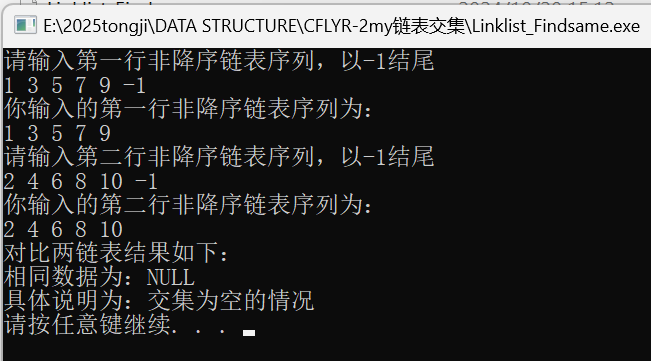 E:\2025tongji\DATA STRUCTURE\CFLYR-2my链表交集\Linklist_Findsame.exe
请输入第一行非降序链表序列，以-1结尾
1 3 5 7 9 -1
你输入的第一行非降序链表序列为：
1 3 5 7 9
请输入第二行非降序链表序列，以-1结尾
2 4 6 8 10 -1
你输入的第二行非降序链表序列为：
2 4 6 8 10
对比两链表结果如下：
相同数据为：NULL
具体说明为：交集为空的情况
请按任意键继续. . .